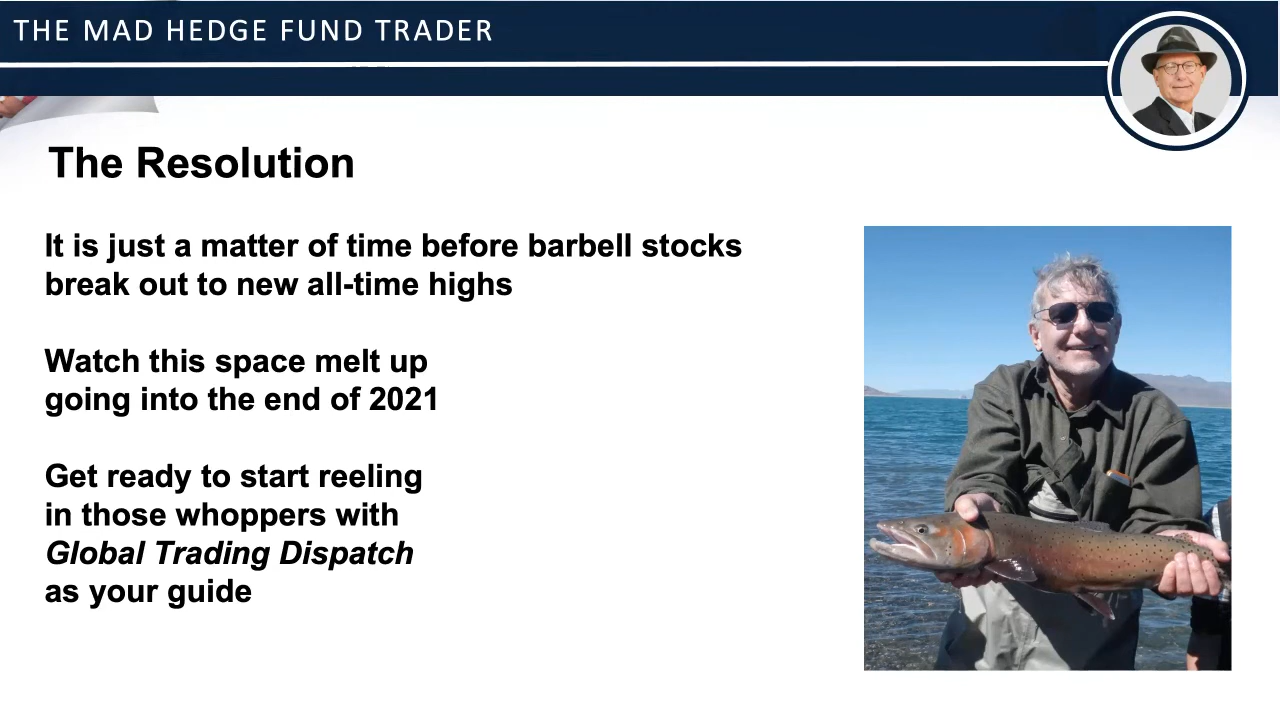 THE MAD HEDGE FUND TRADER
The Resolution
It is just a matter of time before barbell stocks
break out to new all-time highs
Watch this space melt up
going into the end of 2021
Get ready to start reeling
in those whoppers with
Global Trading Dispatch
as your guide